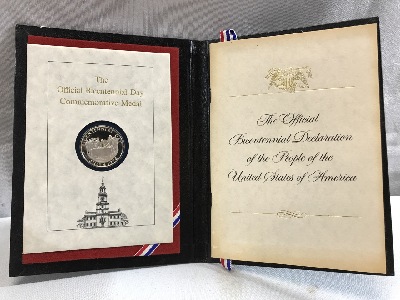 The
Official Bicentennial Day
Commemorative Medal
The Official
Bicentennial Declaration
of the People of the
United States of America